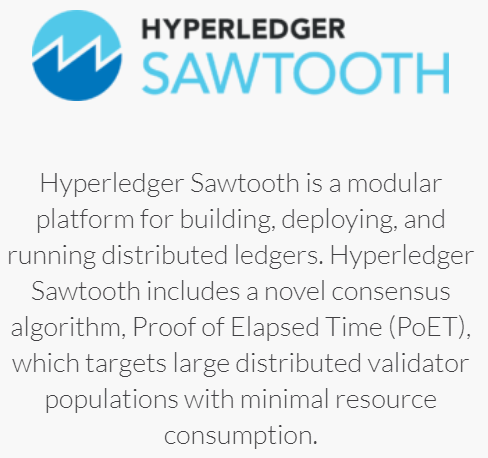 HYPERLEDGER
SAWTOOTH
Hyperledger Sawtooth is a modular
platform for building, deploying, and
running distributed ledgers. Hyperledger
Sawtooth includes a novel consensus
algorithm, Proof of Elapsed Time (PoET),
which targets large distributed validator
populations with minimal resource
consumption.